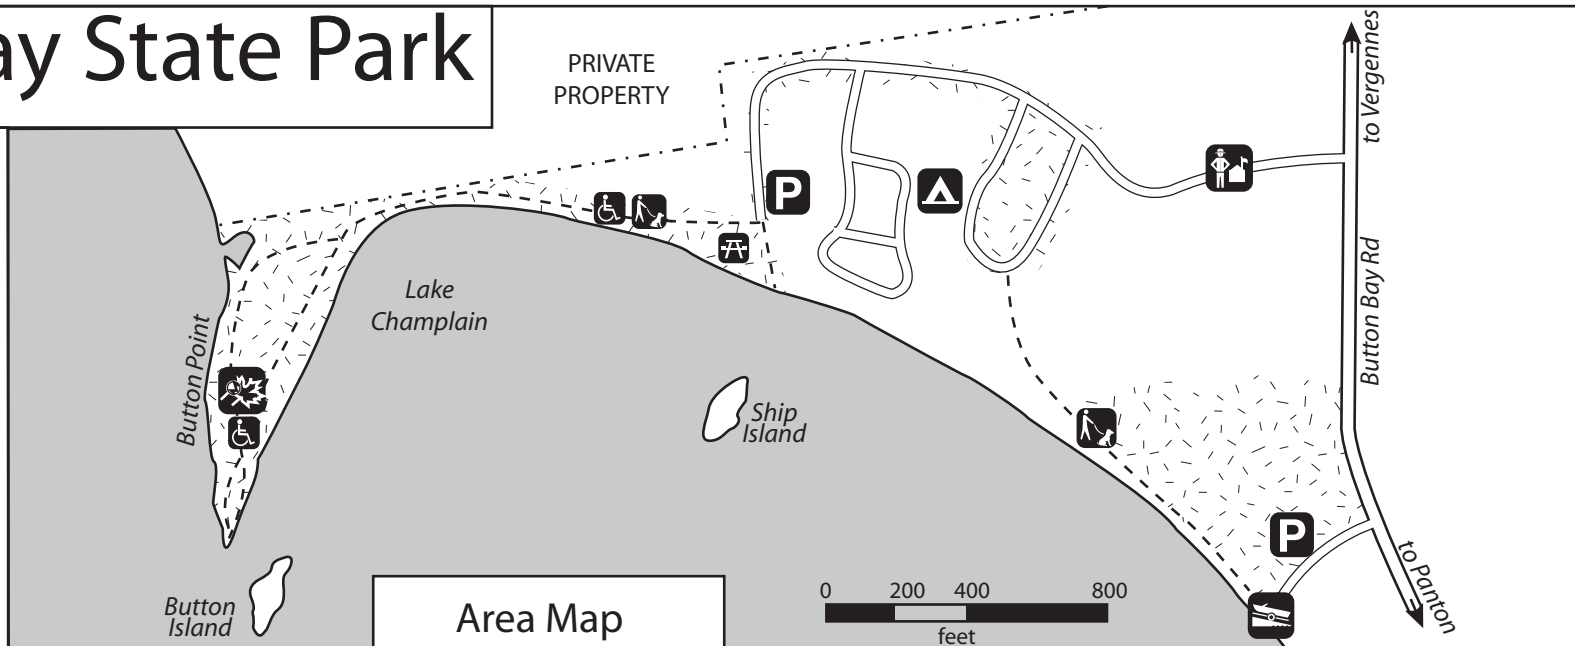 ay State Park
PRIVATE
PROPERTY
to Vergennes
P
Lake
Champlain
Button Bay Rd
Button Point
Ship
Island
P
to Panton
Button
Island
Area Map
0 200 400 800
feet